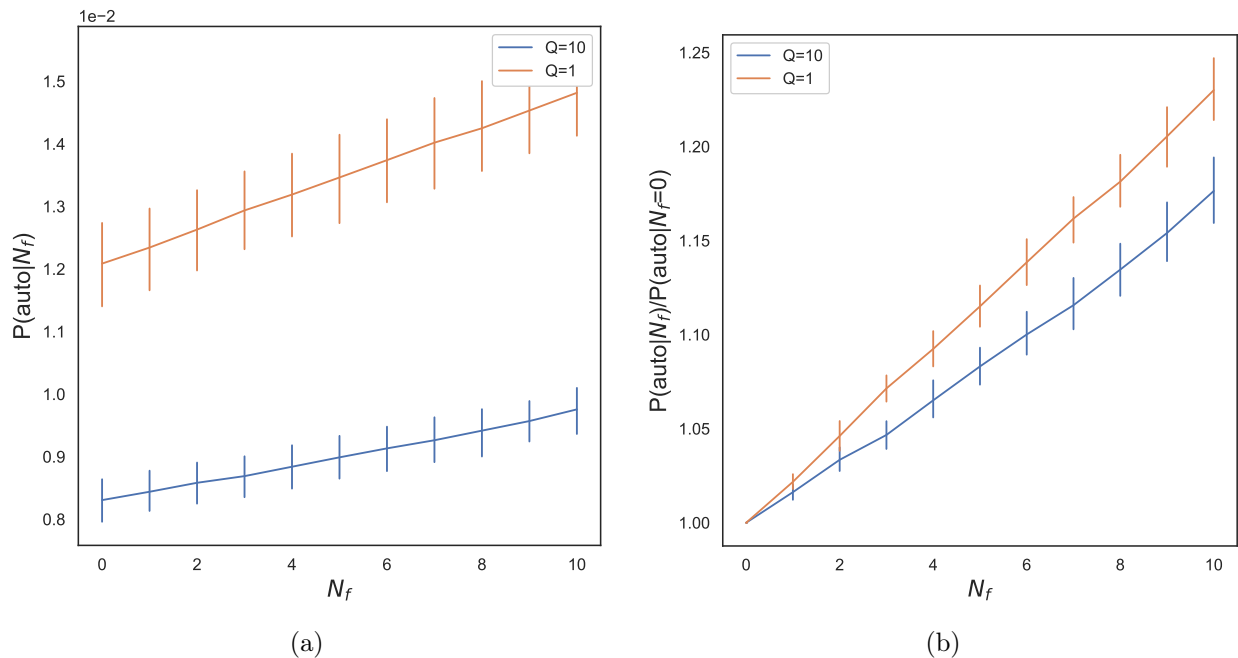 1e−2
Q=10
Q=1
1.5
1.4
1.3
1.2
1.1
1.0
0.9
0.8
P(auto|N_f)
0 2 4 6 8 10
N_f
(a)
Q=10
Q=1
1.25
1.20
1.15
1.10
1.05
1.00
P(auto|N_f)/P(auto|N_f=0)
0 2 4 6 8 10
N_f
(b)